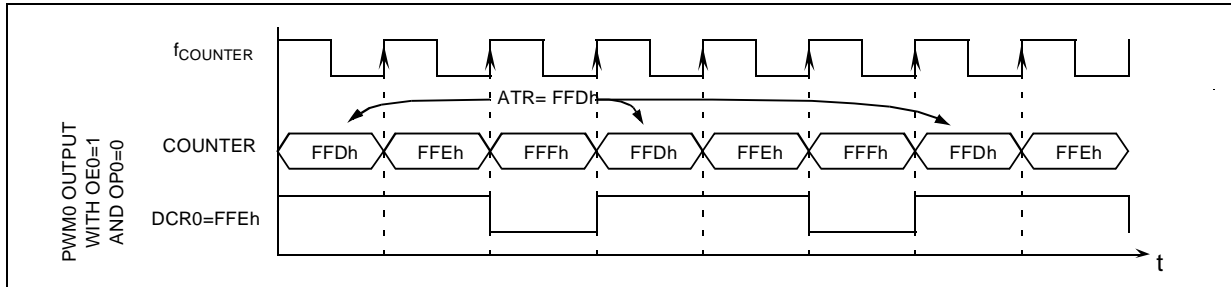 fCOUNTER
ATR= FFDh
COUNTER
FFDh FFEh FFFh FFDh FFEh FFFh FFDh FFEh
PWM0 OUTPUT
WITH OE0=1
AND OP0=0
DCR0=FFEh
t